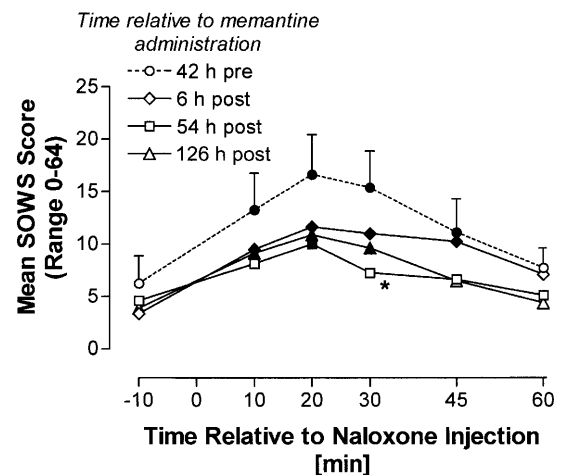 Time relative to memantine
administration
42 h pre
6 h post
54 h post
126 h post
Mean SOWS Score
(Range 0-64)
25
20
15
10
5
0
*
-10 0 10 20 30 45 60
Time Relative to Naloxone Injection
[min]